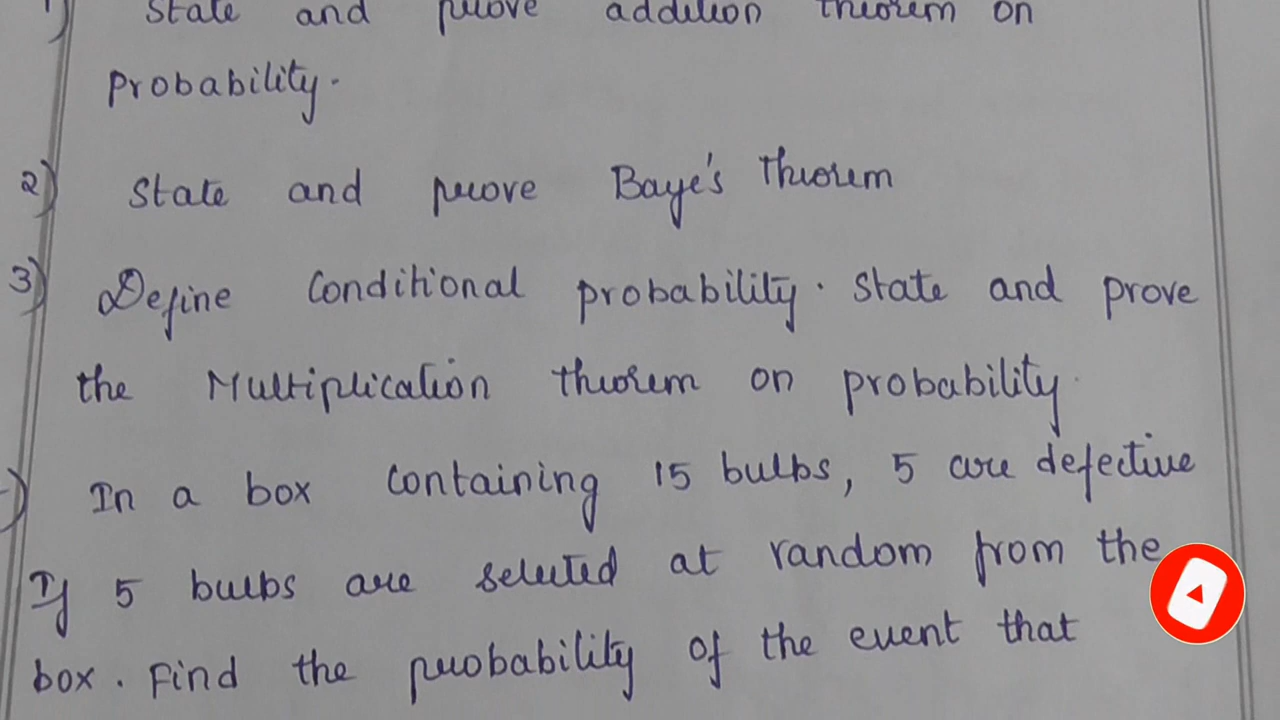 1) State and prove addition theorem on
probability.
2) State and prove Baye's Theorem
3) Define Conditional probability. State and prove
the Multiplication theorem on probability.
) In a box containing 15 bulbs, 5 are defective
If 5 bulbs are selected at random from the
box. Find the probability of the event that